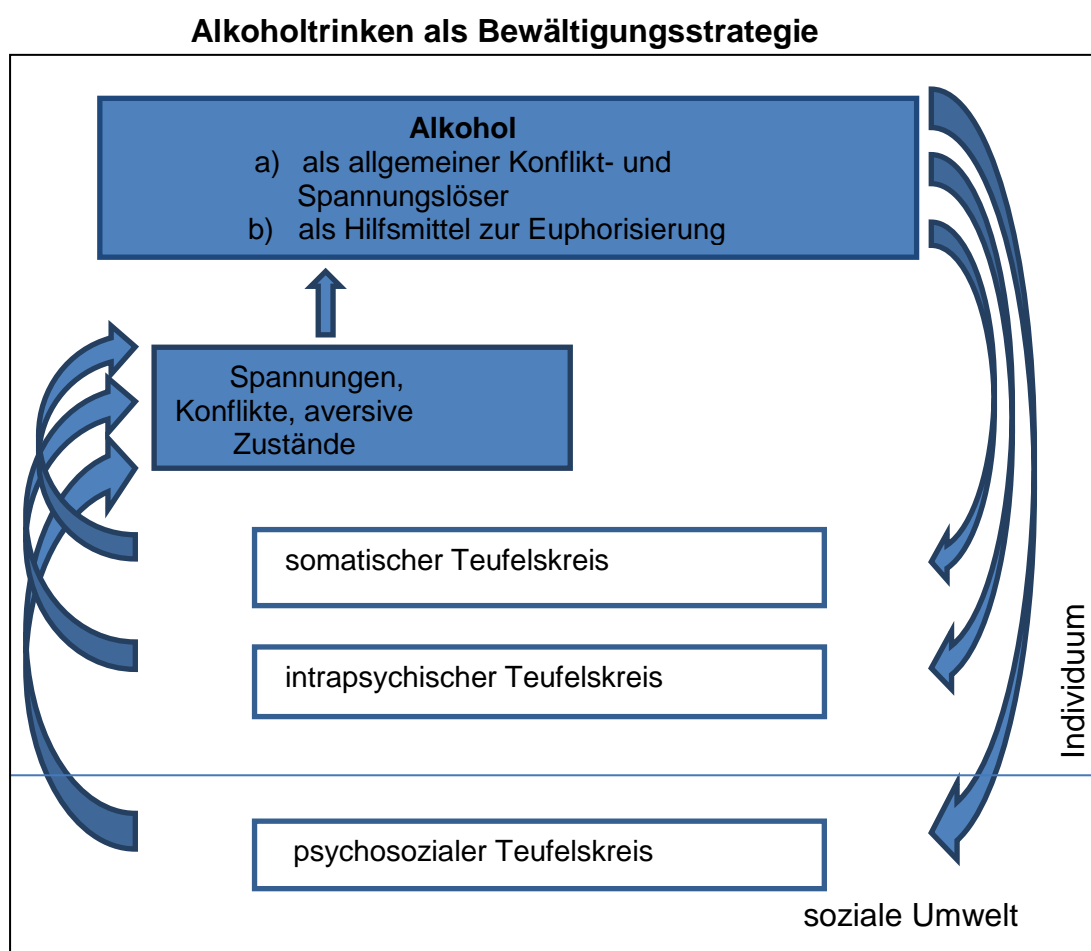 Alkoholtrinken als Bewältigungsstrategie
Alkohol
a) als allgemeiner Konflikt- und
Spannungslöser
b) als Hilfsmittel zur Euphorisierung
Spannungen,
Konflikte, aversive
Zustände
somatischer Teufelskreis
intrapsychischer Teufelskreis
Individuum
psychosozialer Teufelskreis
soziale Umwelt